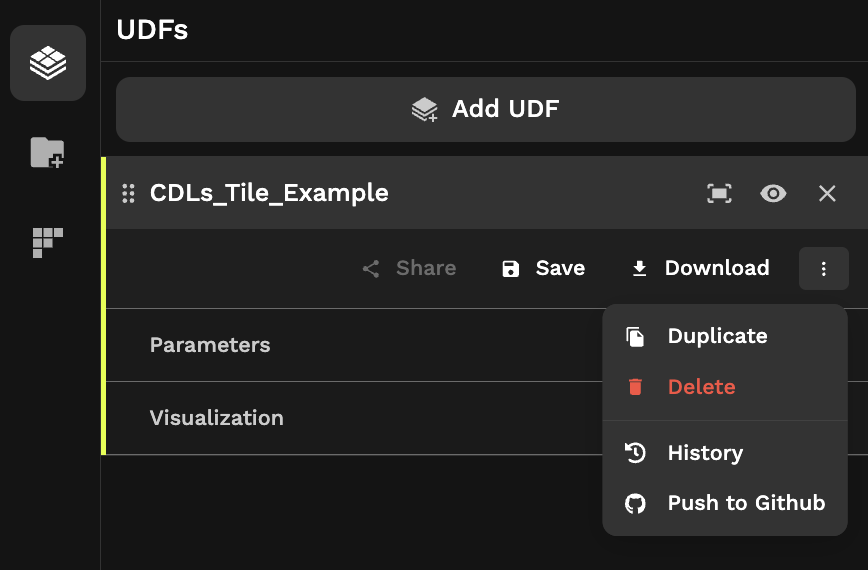 UDFs
Add UDF
CDLs_Tile_Example
Share Save Download
Parameters
Visualization
Duplicate
Delete
History
Push to Github